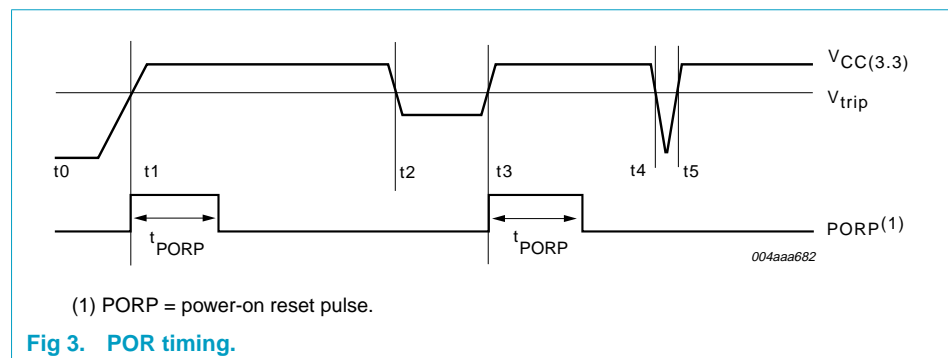 VCC(3.3)
Vtrip
t0 t1 t2 t3 t4 t5
PORP(1)
tPORP tPORP
004aaa682
(1) PORP = power-on reset pulse.
Fig 3. POR timing.